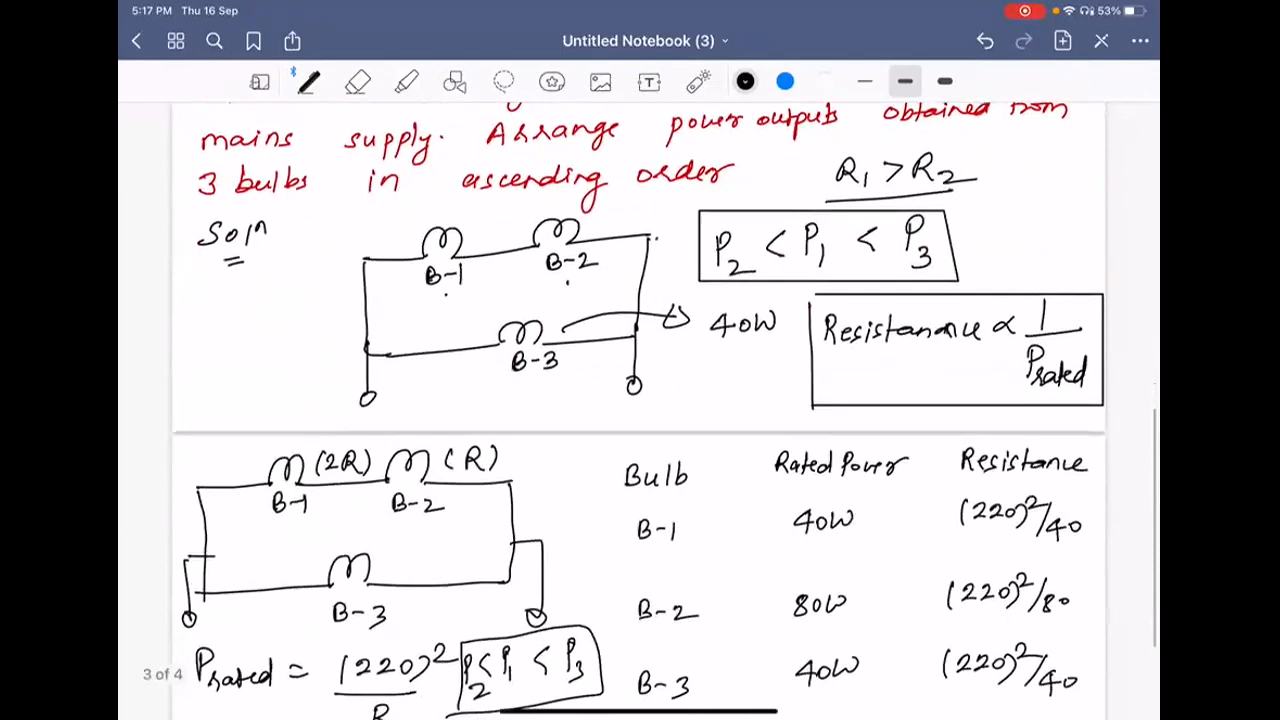 5:17 PM Thu 16 Sep
53%
Untitled Notebook (3)
mains supply. Arrange power outputs obtained from
3 bulbs in ascending order
R₁ > R₂
Soln
B-1
B-2
P₂ < P₁ < P₃
B-3
40W
Resistanance ∝ 1/Prated
(2R)
(R)
B-1
B-2
B-3
Bulb Rated Power Resistance
B-1 40W (220)²/40
B-2 80W (220)²/80
B-3 40W (220)²/40
3 of 4
Prated = (220)²/R
P₂ < P₁ < P₃